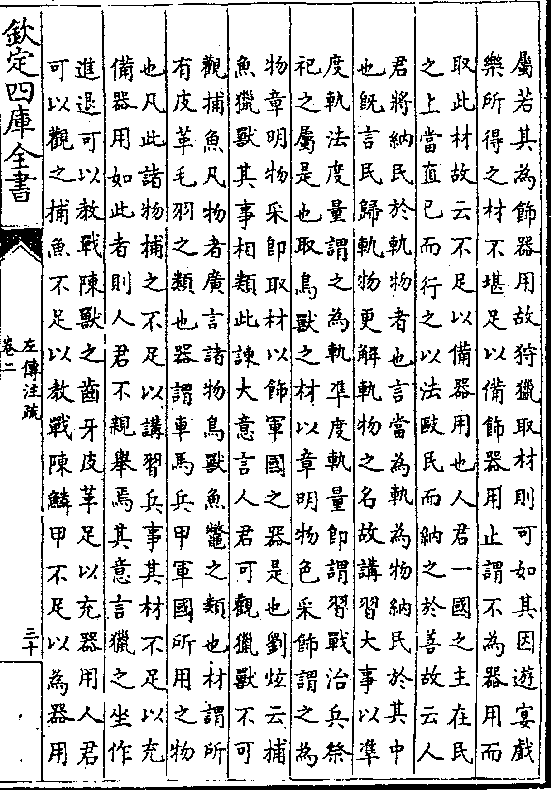 屬若其為飾器用故狩獵取材則可如其因遊宴戲
樂所得之材不堪足以備飾器用止謂不為器用而
取此材故云不足以備器用也人君一國之主在民
之上當直已而行之以法歐民而納之於善故云人
君將納民於軌物者也言當為軌為物納民於其中
也既言民歸軌物更解軌物之名故講習大事以凖
度軌法度量謂之為軌凖度軌量即謂習戰治兵祭
祀之屬是也取鳥獸之材以章明物色采飾謂之為
物章明物采即取材以飾軍國之器是也劉炫云捕
魚獵獸其事相類此諫大意言人君可觀獵獸不可
觀捕魚凡物者廣言諸物鳥獸魚鼈之類也材謂所
有皮革毛羽之類也器謂車馬兵甲軍國所用之物
也凡此諸物捕之不足以講習兵事其材不足以充
備器用如此者則人君不親舉焉其意言獵之坐作
進退可以教戰陳獸之齒牙皮革足以充器用人君
可以觀之捕魚不足以教戰陳鱗甲不足以為器用
欽定四庫全書
左傳注疏
卷二
三十